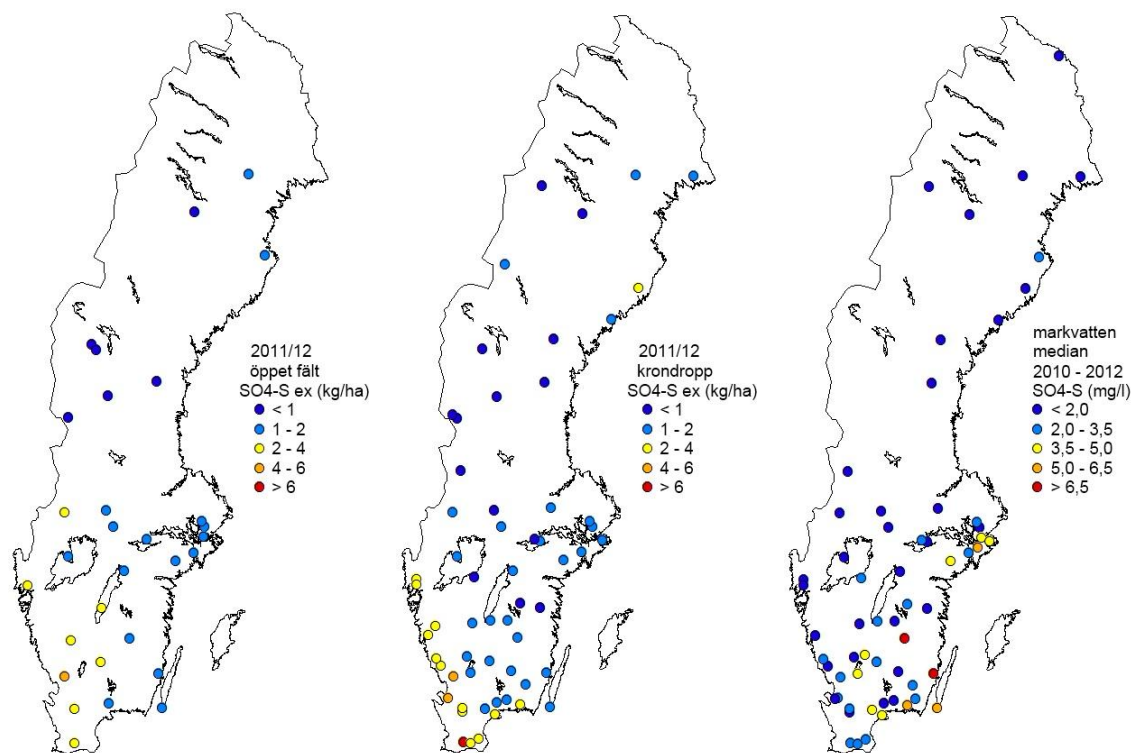 2011/12
öppet fält
SO4-S ex (kg/ha)
< 1
1 - 2
2 - 4
4 - 6
> 6
2011/12
krondropp
SO4-S ex (kg/ha)
< 1
1 - 2
2 - 4
4 - 6
> 6
markvatten
median
2010 - 2012
SO4-S (mg/l)
< 2,0
2,0 - 3,5
3,5 - 5,0
5,0 - 6,5
> 6,5